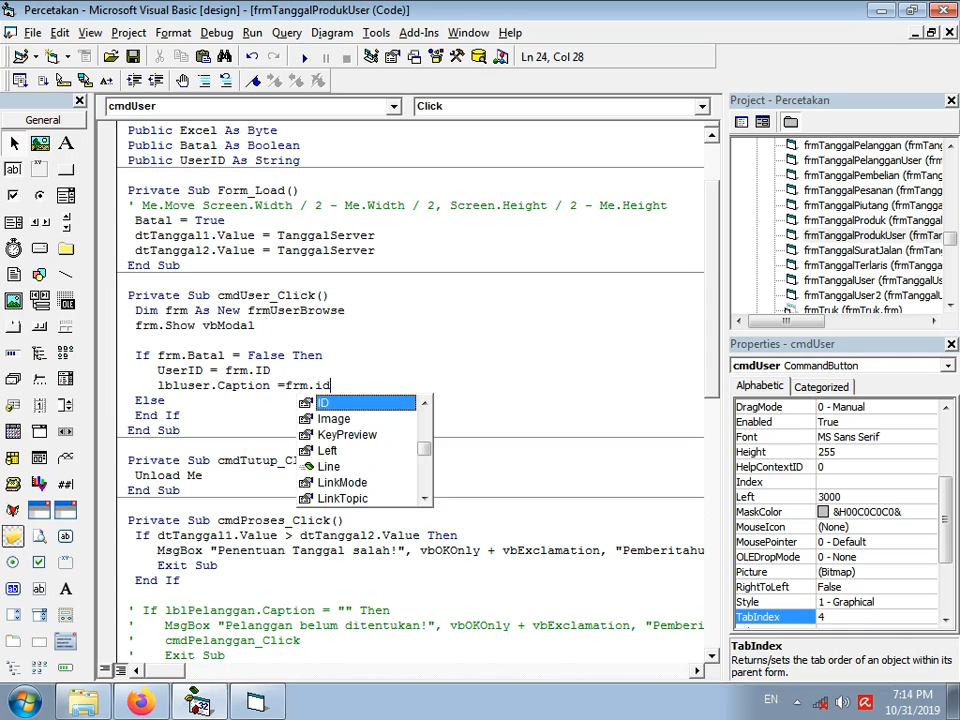 Percetakan - Microsoft Visual Basic [design] - [frmTanggalProdukUser (Code)]
File Edit View Project Format Debug Run Query Diagram Tools Add-Ins Window Help
Ln 24, Col 28
General
cmdUser
Click
Public Excel As Byte
Public Batal As Boolean
Public UserID As String
Private Sub Form_Load()
' Me.Move Screen.Width / 2 - Me.Width / 2, Screen.Height / 2 - Me.Height
Batal = True
dtTanggal1.Value = TanggalServer
dtTanggal2.Value = TanggalServer
End Sub
Private Sub cmdUser_Click()
Dim frm As New frmUserBrowse
frm.Show vbModal
If frm.Batal = False Then
UserID = frm.ID
lbluser.Caption =frm.id
Else
End If
End Sub
ID
Image
KeyPreview
Left
Line
LinkMode
LinkTopic
Private Sub cmdTutup_Cl
Unload Me
End Sub
Private Sub cmdProses_Click()
If dtTanggal1.Value > dtTanggal2.Value Then
MsgBox "Penentuan Tanggal salah!", vbOKOnly + vbExclamation, "Pemberitahu
Exit Sub
End If
' If lblPelanggan.Caption = "" Then
' MsgBox "Pelanggan belum ditentukan!", vbOKOnly + vbExclamation, "Pemberi
' cmdPelanggan_Click
' Exit Sub
Project - Percetakan
frmTanggalPelanggan (frmTang
frmTanggalPelangganUser (frm
frmTanggalPembelian (frmTang
frmTanggalPesanan (frmTangg
frmTanggalPiutang (frmTangga
frmTanggalProduk (frmTangga
frmTanggalProdukUser (frmTar
frmTanggalSuratJalan (frmTan
frmTanggalTerlaris (frmTangga
frmTanggalUser (frmTanggalU
frmTanggalUser2 (frmTanggalL
frmTruk (frmTruk.frm)
Properties - cmdUser
cmdUser CommandButton
Alphabetic Categorized
DragMode 0 - Manual
Enabled True
Font MS Sans Serif
Height 255
HelpContextID 0
Index
Left 3000
MaskColor &H00C0C0C0&
MouseIcon (None)
MousePointer 0 - Default
OLEDropMode 0 - None
Picture (Bitmap)
RightToLeft False
Style 1 - Graphical
TabIndex 4
TabIndex
Returns/sets the tab order of an object within its parent form.
EN
7:14 PM
10/31/2019